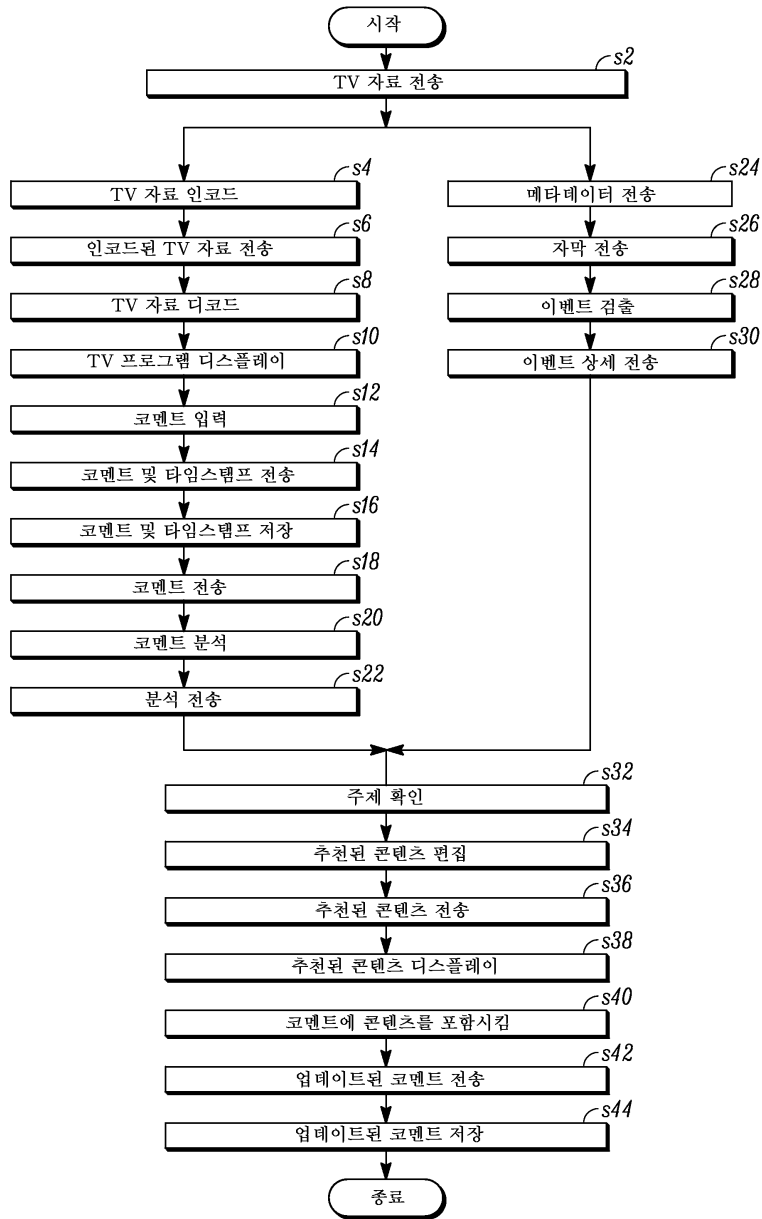 시작
s2
TV 자료 전송
s4
TV 자료 인코드
s6
인코드된 TV 자료 전송
s8
TV 자료 디코드
s10
TV 프로그램 디스플레이
s12
코멘트 입력
s14
코멘트 및 타임스탬프 전송
s16
코멘트 및 타임스탬프 저장
s18
코멘트 전송
s20
코멘트 분석
s22
분석 전송
s24
메타데이터 전송
s26
자막 전송
s28
이벤트 검출
s30
이벤트 상세 전송
s32
주제 확인
s34
추천된 콘텐츠 편집
s36
추천된 콘텐츠 전송
s38
추천된 콘텐츠 디스플레이
s40
코멘트에 콘텐츠를 포함시킴
s42
업데이트된 코멘트 전송
s44
업데이트된 코멘트 저장
종료